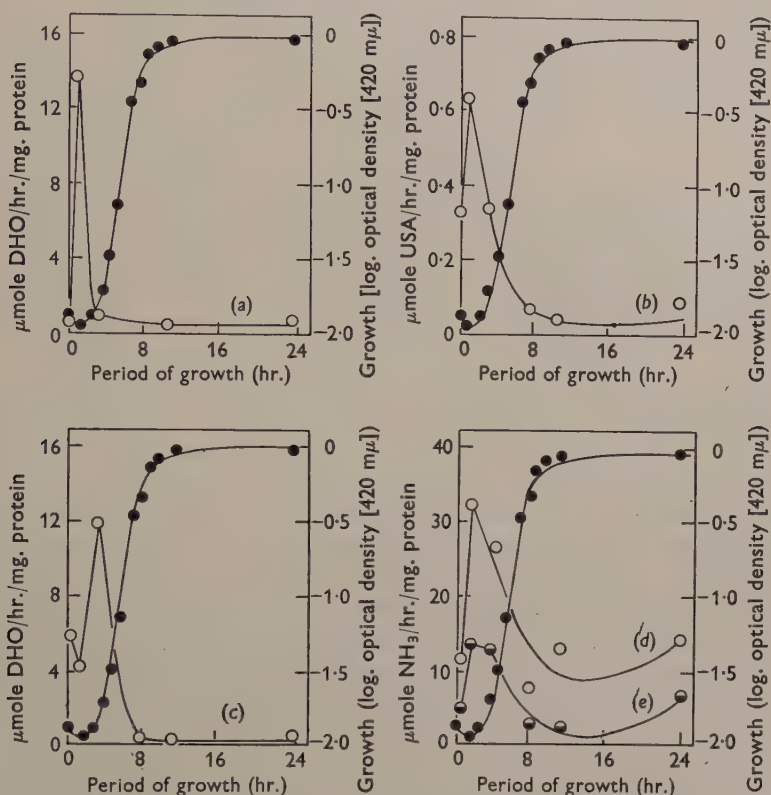 16
12
8
4
0
μmole DHO/hr./mg. protein
0
−0·5
−1·0
−1·5
−2·0
Growth [log. optical density [420 mμ])
(a)
0 8 16 24
Period of growth (hr.)
0·8
0·6
0·4
0·2
0
μmole USA/hr./mg. protein
0
−0·5
−1·0
−1·5
−2·0
Growth (log. optical density [420 mμ])
(b)
0 8 16 24
Period of growth (hr.)
16
12
8
4
0
μmole DHO/hr./mg. protein
0
−0·5
−1·0
−1·5
−2·0
Growth (log. optical density [420 mμ])
(c)
0 8 16 24
Period of growth (hr.)
40
30
20
10
0
μmole NH₃/hr./mg. protein
0
−0·5
−1·0
−1·5
−2·0
Growth (log. optical density [420 mμ])
(d)
(e)
0 8 16 24
Period of growth (hr.)